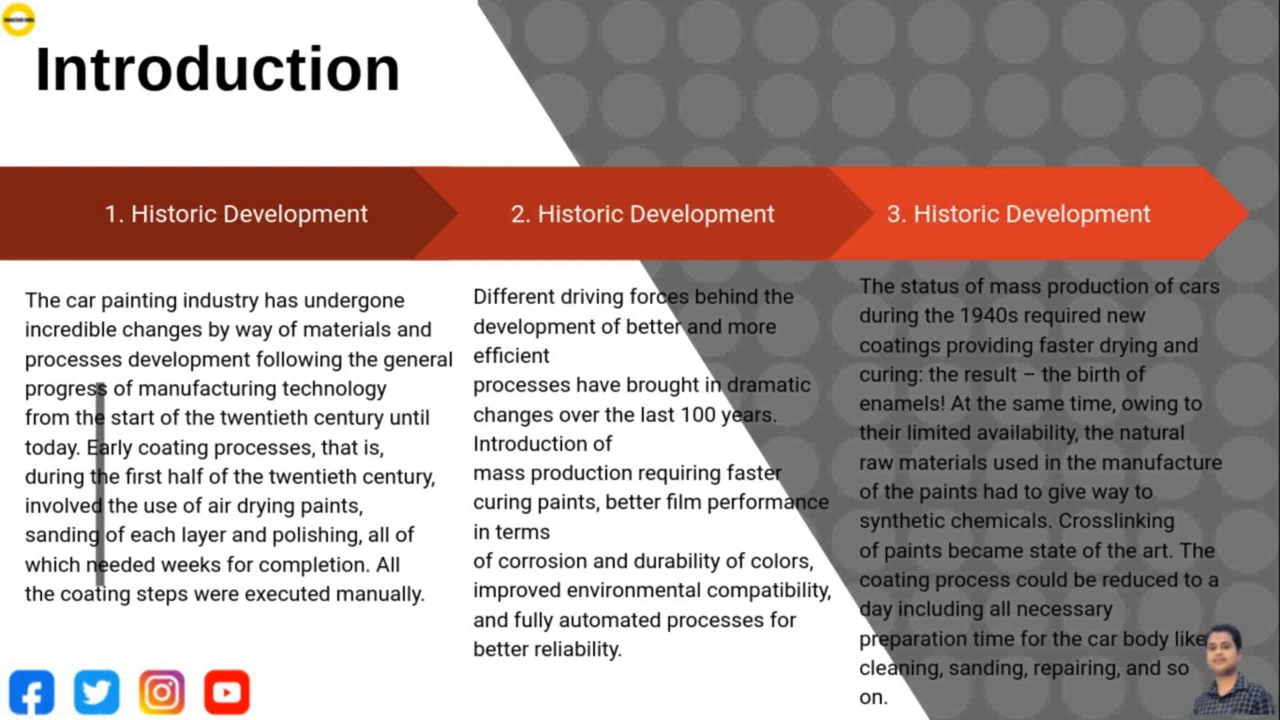 Introduction
1. Historic Development
2. Historic Development
3. Historic Development
The car painting industry has undergone
incredible changes by way of materials and
processes development following the general
progress of manufacturing technology
from the start of the twentieth century until
today. Early coating processes, that is,
during the first half of the twentieth century,
involved the use of air drying paints,
sanding of each layer and polishing, all of
which needed weeks for completion. All
the coating steps were executed manually.
Different driving forces behind the
development of better and more
efficient
processes have brought in dramatic
changes over the last 100 years.
Introduction of
mass production requiring faster
curing paints, better film performance
in terms
of corrosion and durability of colors,
improved environmental compatibility,
and fully automated processes for
better reliability.
The status of mass production of cars
during the 1940s required new
coatings providing faster drying and
curing: the result – the birth of
enamels! At the same time, owing to
their limited availability, the natural
raw materials used in the manufacture
of the paints had to give way to
synthetic chemicals. Crosslinking
of paints became state of the art. The
coating process could be reduced to a
day including all necessary
preparation time for the car body like
cleaning, sanding, repairing, and so
on.